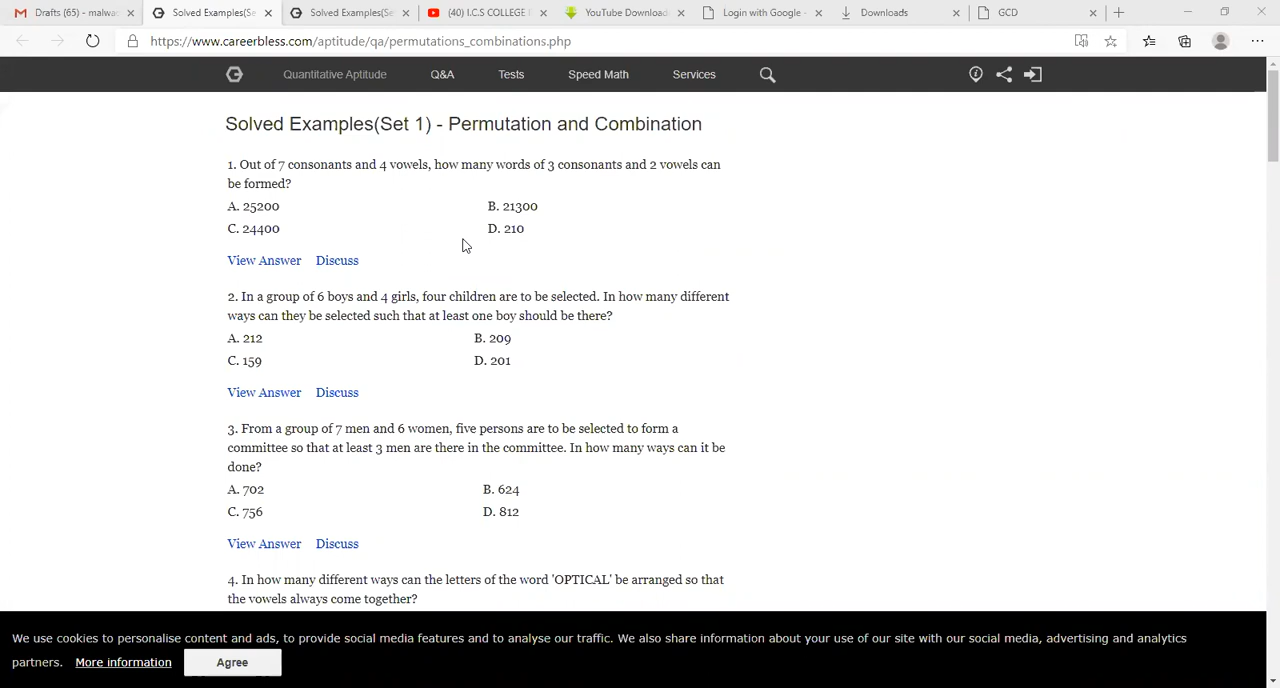 Drafts (65) - malwas
Solved Examples(Se
Solved Examples(Se
(40) I.C.S COLLEGE
YouTube Download
Login with Google -
Downloads
GCD
https://www.careerbless.com/aptitude/qa/permutations_combinations.php
Quantitative Aptitude Q&A Tests Speed Math Services
Solved Examples(Set 1) - Permutation and Combination
1. Out of 7 consonants and 4 vowels, how many words of 3 consonants and 2 vowels can
be formed?
A. 25200 B. 21300
C. 24400 D. 210
View Answer Discuss
2. In a group of 6 boys and 4 girls, four children are to be selected. In how many different
ways can they be selected such that at least one boy should be there?
A. 212 B. 209
C. 159 D. 201
View Answer Discuss
3. From a group of 7 men and 6 women, five persons are to be selected to form a
committee so that at least 3 men are there in the committee. In how many ways can it be
done?
A. 702 B. 624
C. 756 D. 812
View Answer Discuss
4. In how many different ways can the letters of the word 'OPTICAL' be arranged so that
the vowels always come together?
We use cookies to personalise content and ads, to provide social media features and to analyse our traffic. We also share information about your use of our site with our social media, advertising and analytics
partners. More information Agree